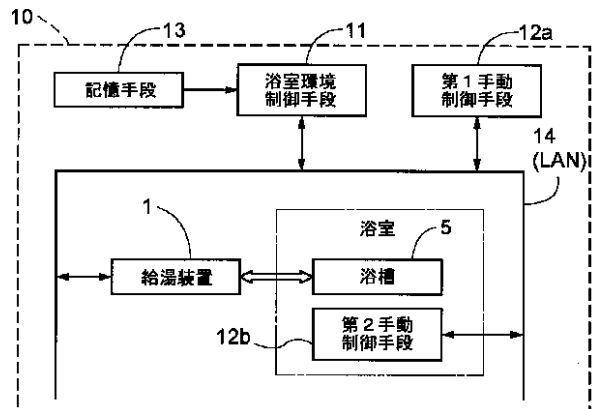 10
13
11
12a
記憶手段
浴室環境
制御手段
第1手動
制御手段
14
(LAN)
1
浴室
5
給湯装置
浴槽
12b
第2手動
制御手段